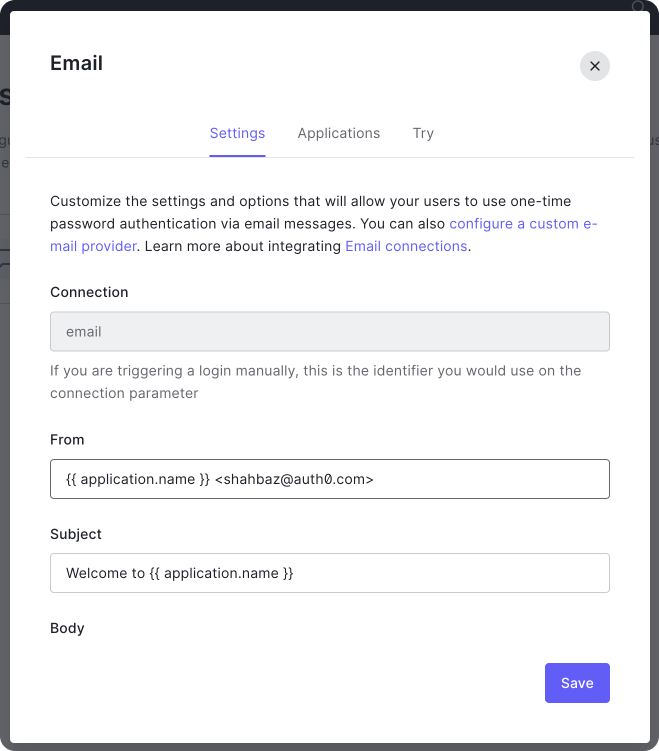 Email
Settings Applications Try
Customize the settings and options that will allow your users to use one-time
password authentication via email messages. You can also configure a custom e-
mail provider. Learn more about integrating Email connections.
Connection
email
If you are triggering a login manually, this is the identifier you would use on the
connection parameter
From
{{ application.name }} <shahbaz@auth0.com>
Subject
Welcome to {{ application.name }}
Body
Save